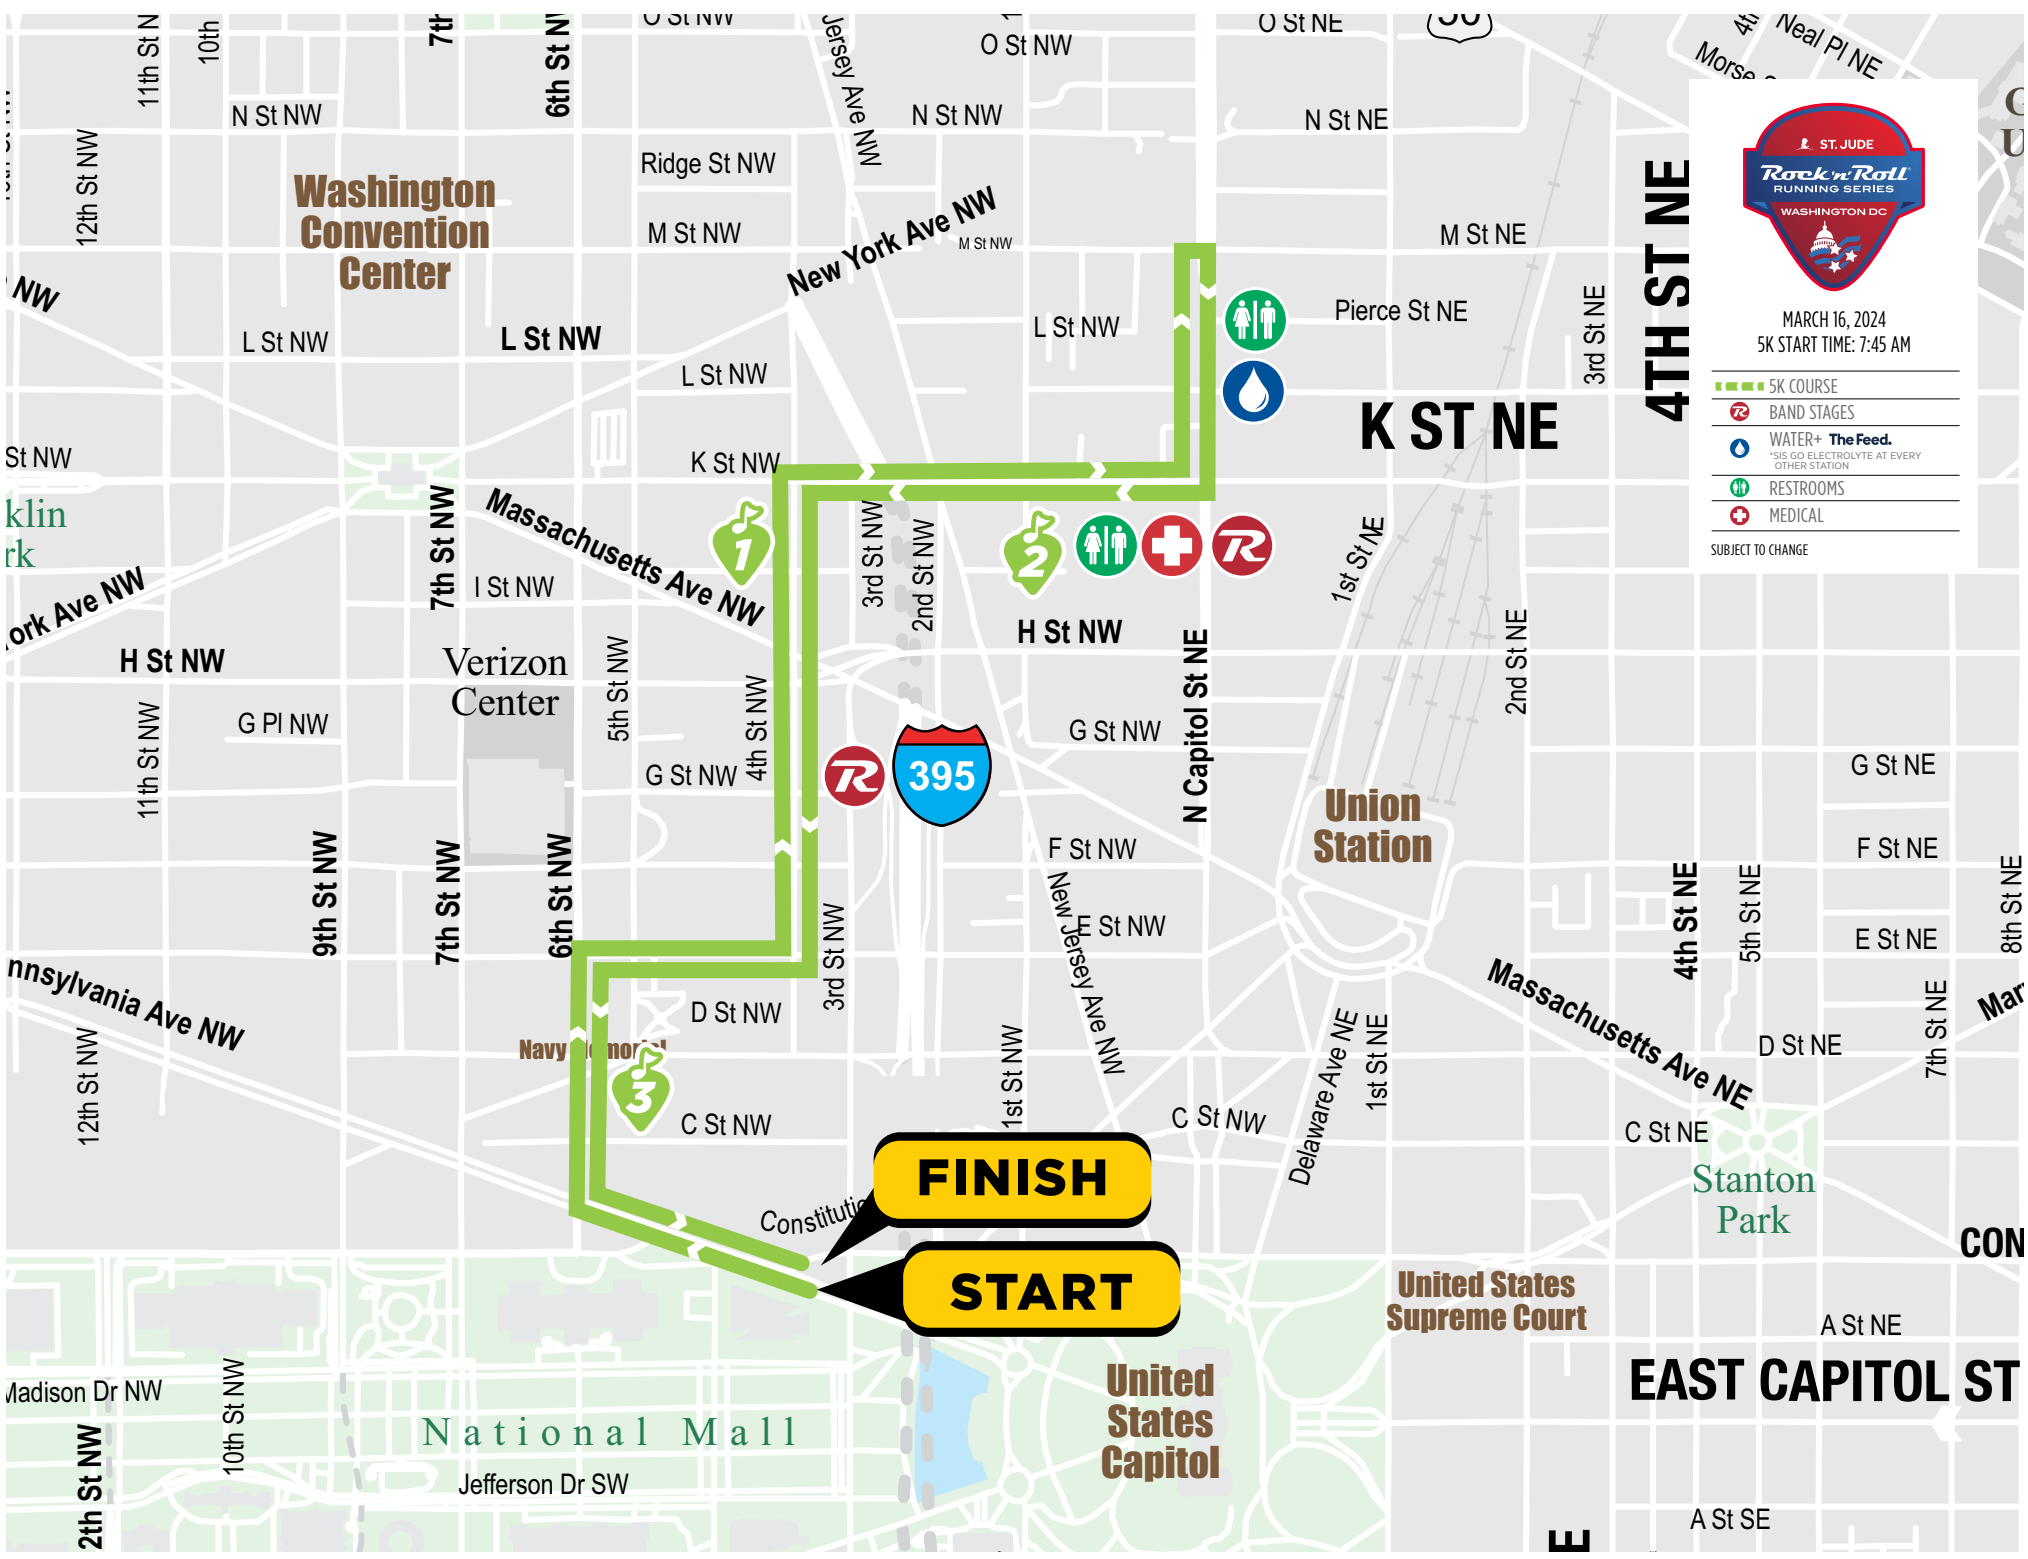 11th St N
10th
7th
6th St N
O St NW
Jersey Ave NW
O St NW
O St NE
50
Neal Pl NE
Morse
N St NW
N St NW
N St NE
12th St NW
Ridge St NW
Washington
Convention
Center
M St NW
New York Ave NW
M St NW
M St NE
4TH ST NE
ST. JUDE
Rock 'n' Roll
RUNNING SERIES
WASHINGTON DC
MARCH 16, 2024
5K START TIME: 7:45 AM
5K COURSE
BAND STAGES
WATER+ The Feed.
*SIS GO ELECTROLYTE AT EVERY
OTHER STATION
RESTROOMS
MEDICAL
SUBJECT TO CHANGE
NW
L St NW
L St NW
L St NW
L St NW
Pierce St NE
3rd St NE
K ST NE
St NW
K St NW
klin
rk
7th St NW
Massachusetts Ave NW
I St NW
1
3rd St NW
2nd St NW
2
R
1st St NE
ork Ave NW
H St NW
H St NW
Verizon
Center
5th St NW
4th St NW
N Capitol St NE
2nd St NE
11th St NW
G Pl NW
G St NW
G St NW
G St NE
R
395
Union
Station
9th St NW
7th St NW
6th St NW
3rd St NW
F St NW
F St NE
New Jersey Ave NW
E St NW
4th St NE
5th St NE
E St NE
8th St NE
nnsylvania Ave NW
D St NW
Massachusetts Ave NE
D St NE
7th St NE
Mar
12th St NW
Navy Memorial
3
C St NW
1st St NW
C St NW
Delaware Ave NE
1st St NE
C St NE
Stanton
Park
FINISH
Constitutio
START
CON
United States
Supreme Court
A St NE
EAST CAPITOL ST
Madison Dr NW
10th St NW
National Mall
United
States
Capitol
2th St NW
Jefferson Dr SW
A St SE
E